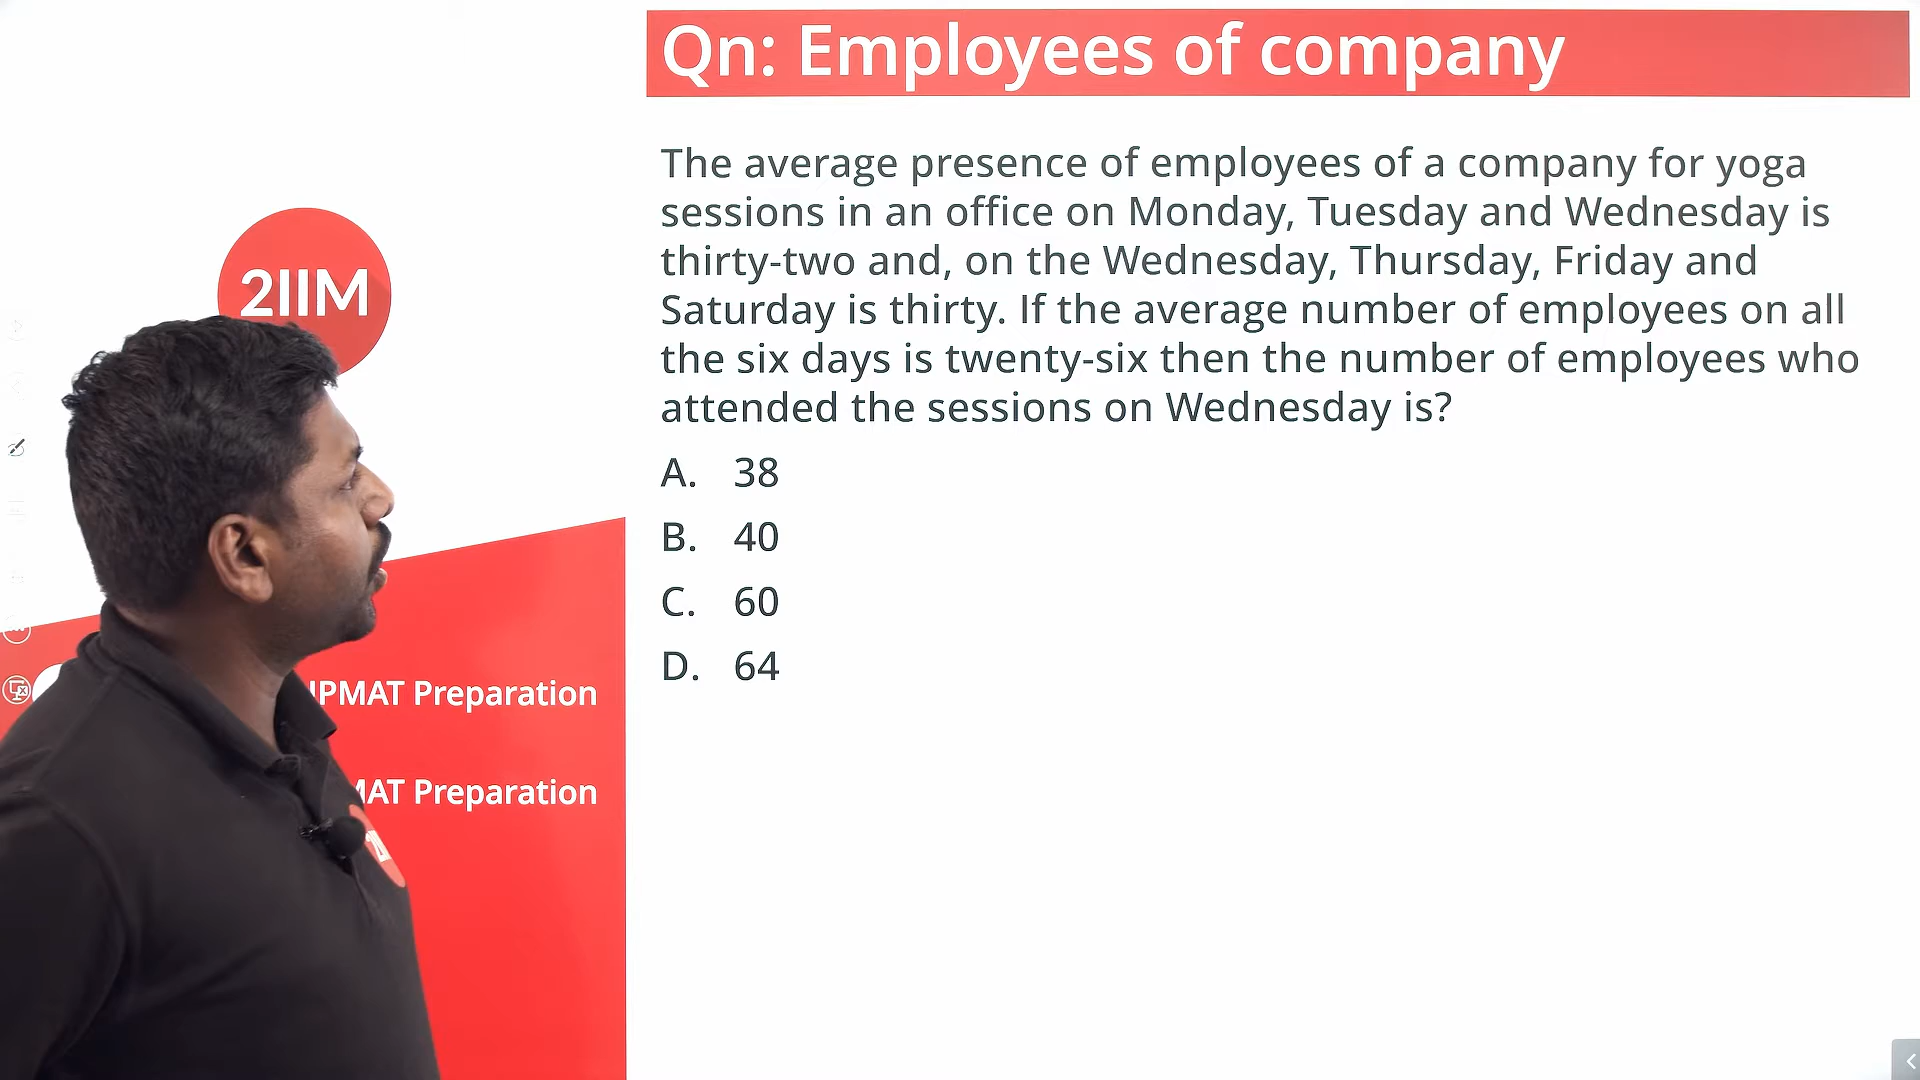 Qn: Employees of company
The average presence of employees of a company for yoga
sessions in an office on Monday, Tuesday and Wednesday is
thirty-two and, on the Wednesday, Thursday, Friday and
Saturday is thirty. If the average number of employees on all
the six days is twenty-six then the number of employees who
attended the sessions on Wednesday is?
A. 38
B. 40
C. 60
D. 64
2IIM
IPMAT Preparation
MAT Preparation